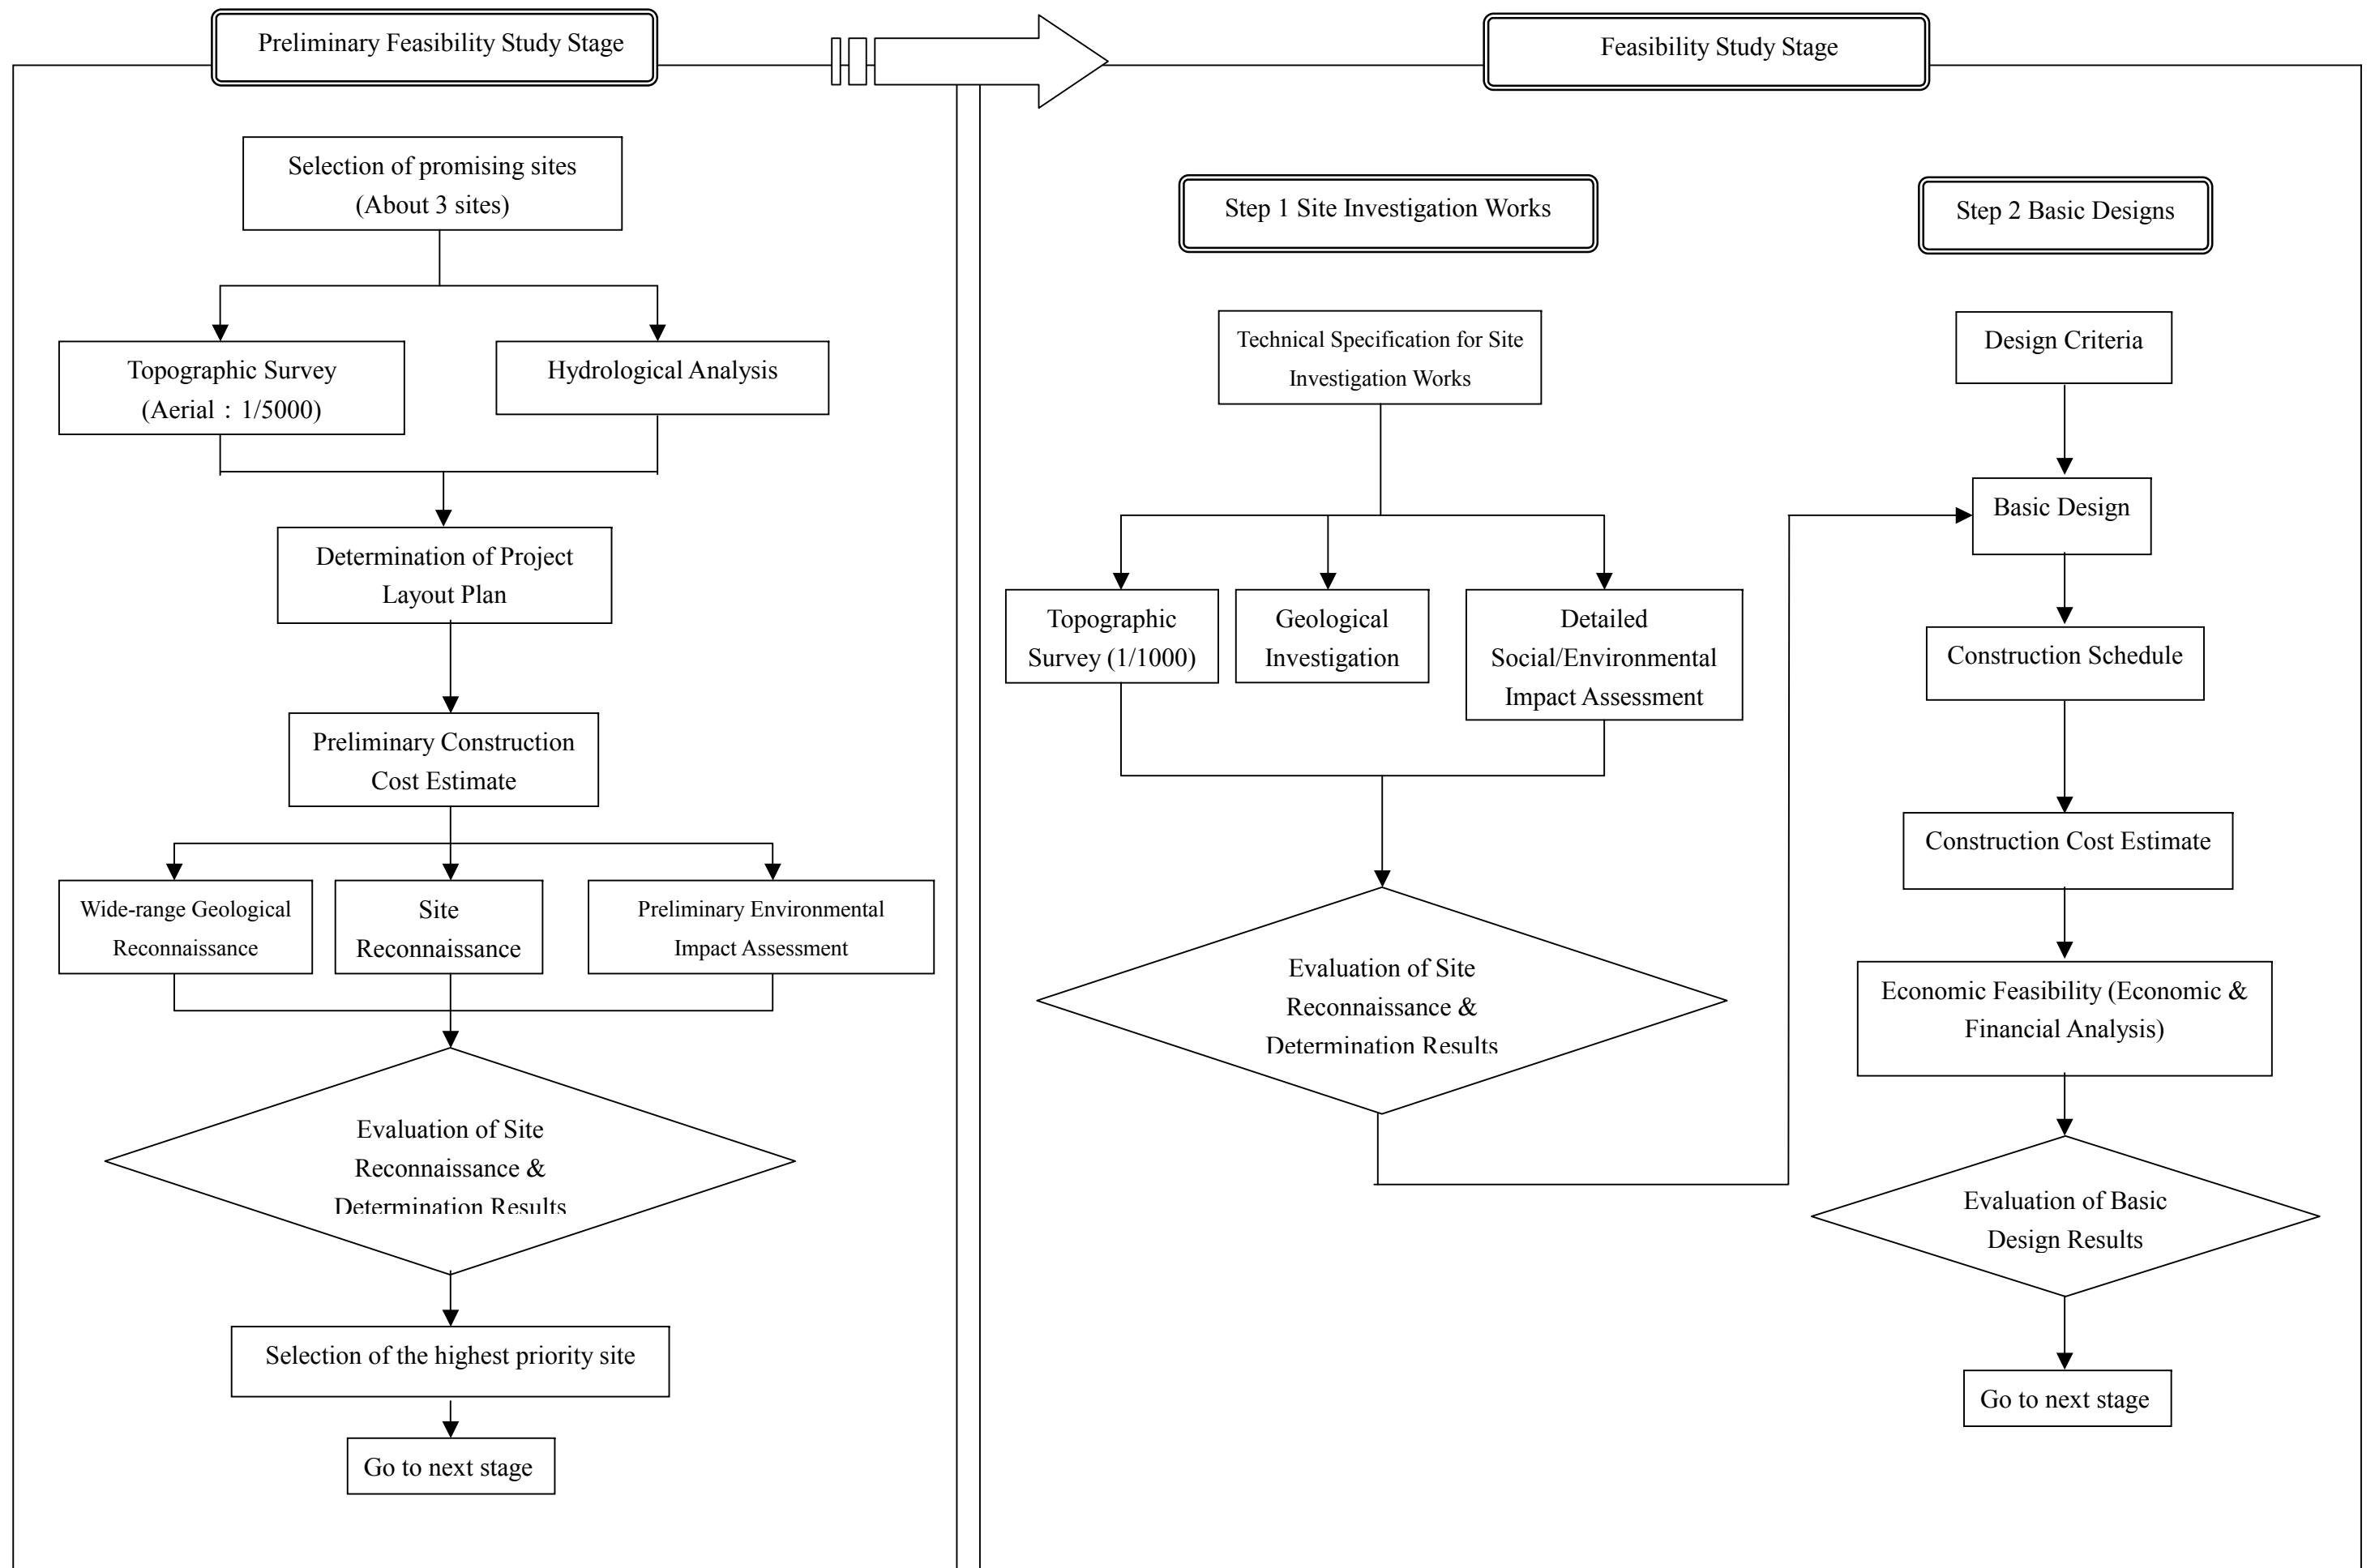 Preliminary Feasibility Study Stage
Selection of promising sites
(About 3 sites)
Topographic Survey
(Aerial : 1/5000)
Hydrological Analysis
Determination of Project
Layout Plan
Preliminary Construction
Cost Estimate
Wide-range Geological
Reconnaissance
Site
Reconnaissance
Preliminary Environmental
Impact Assessment
Evaluation of Site
Reconnaissance &
Determination Results
Selection of the highest priority site
Go to next stage
Feasibility Study Stage
Step 1 Site Investigation Works
Technical Specification for Site
Investigation Works
Topographic
Survey (1/1000)
Geological
Investigation
Detailed
Social/Environmental
Impact Assessment
Evaluation of Site
Reconnaissance &
Determination Results
Step 2 Basic Designs
Design Criteria
Basic Design
Construction Schedule
Construction Cost Estimate
Economic Feasibility (Economic &
Financial Analysis)
Evaluation of Basic
Design Results
Go to next stage